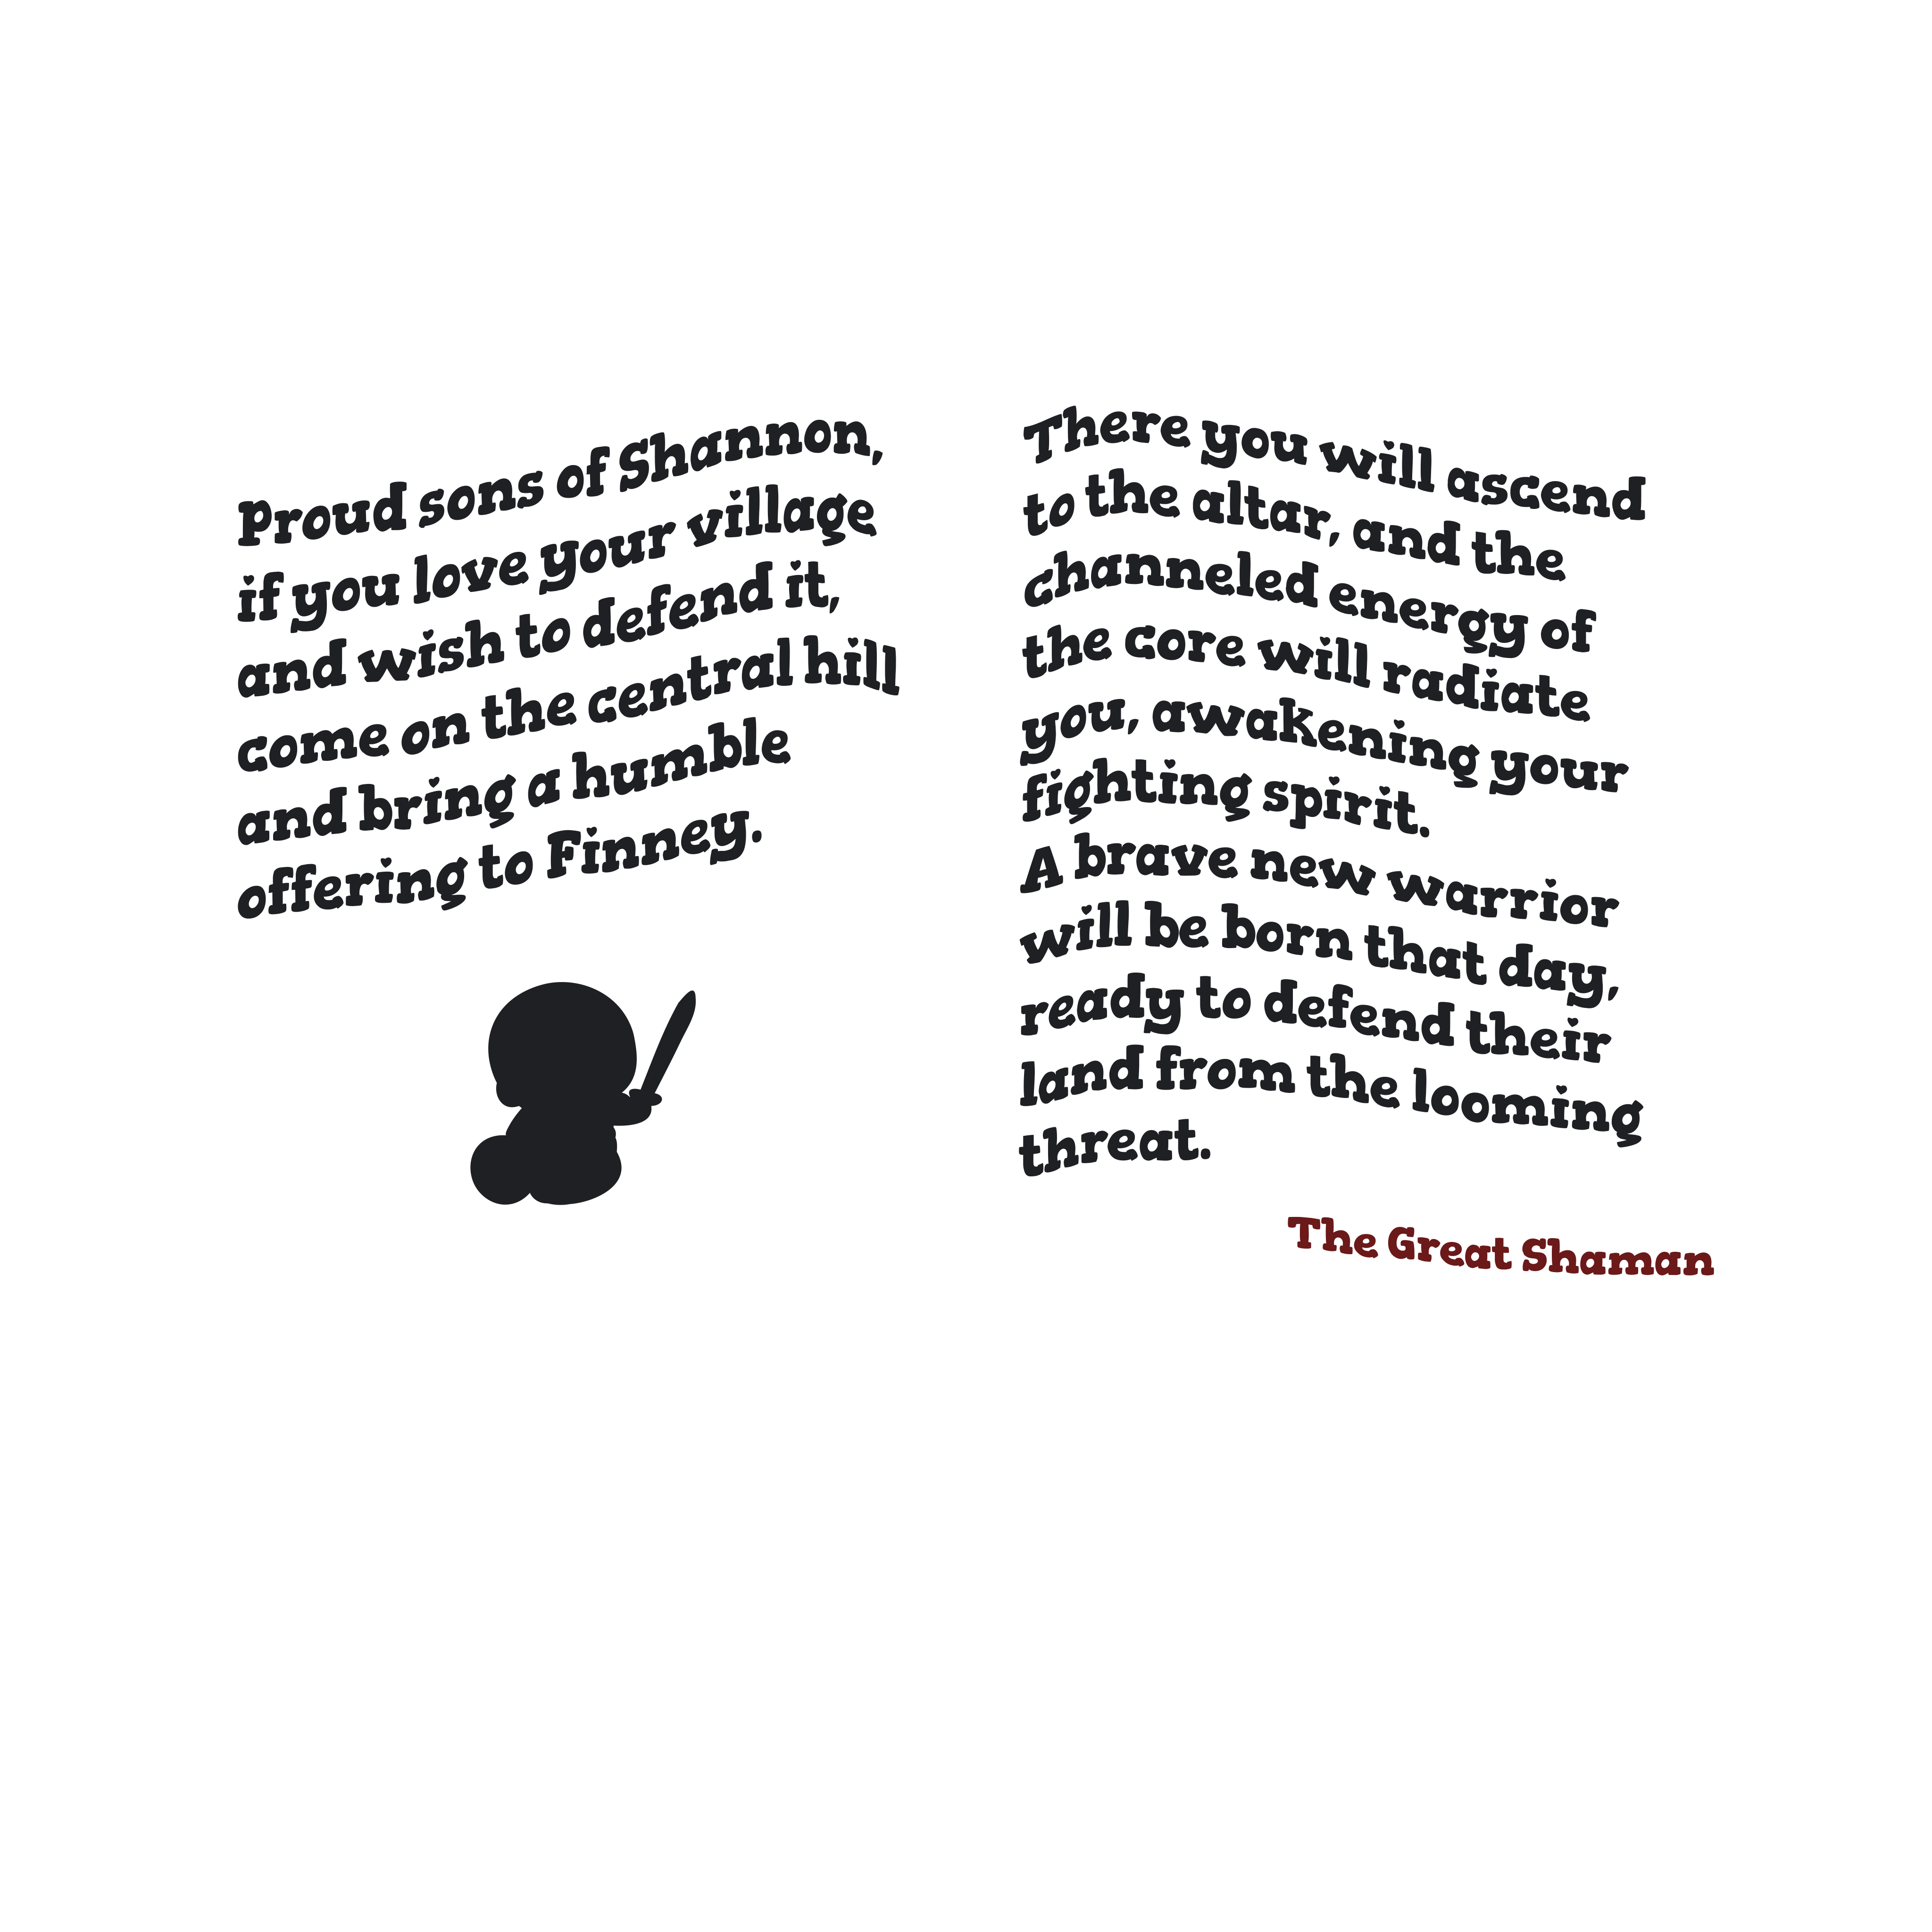 Proud sons of Shannon,
if you love your village
and wish to defend it,
come on the central hill
and bring a humble
offering to Finney.
There you will ascend
to the altar, and the
channeled energy of
the core will radiate
you, awakening your
fighting spirit.
A brave new warrior
will be born that day,
ready to defend their
land from the looming
threat.
The Great Shaman